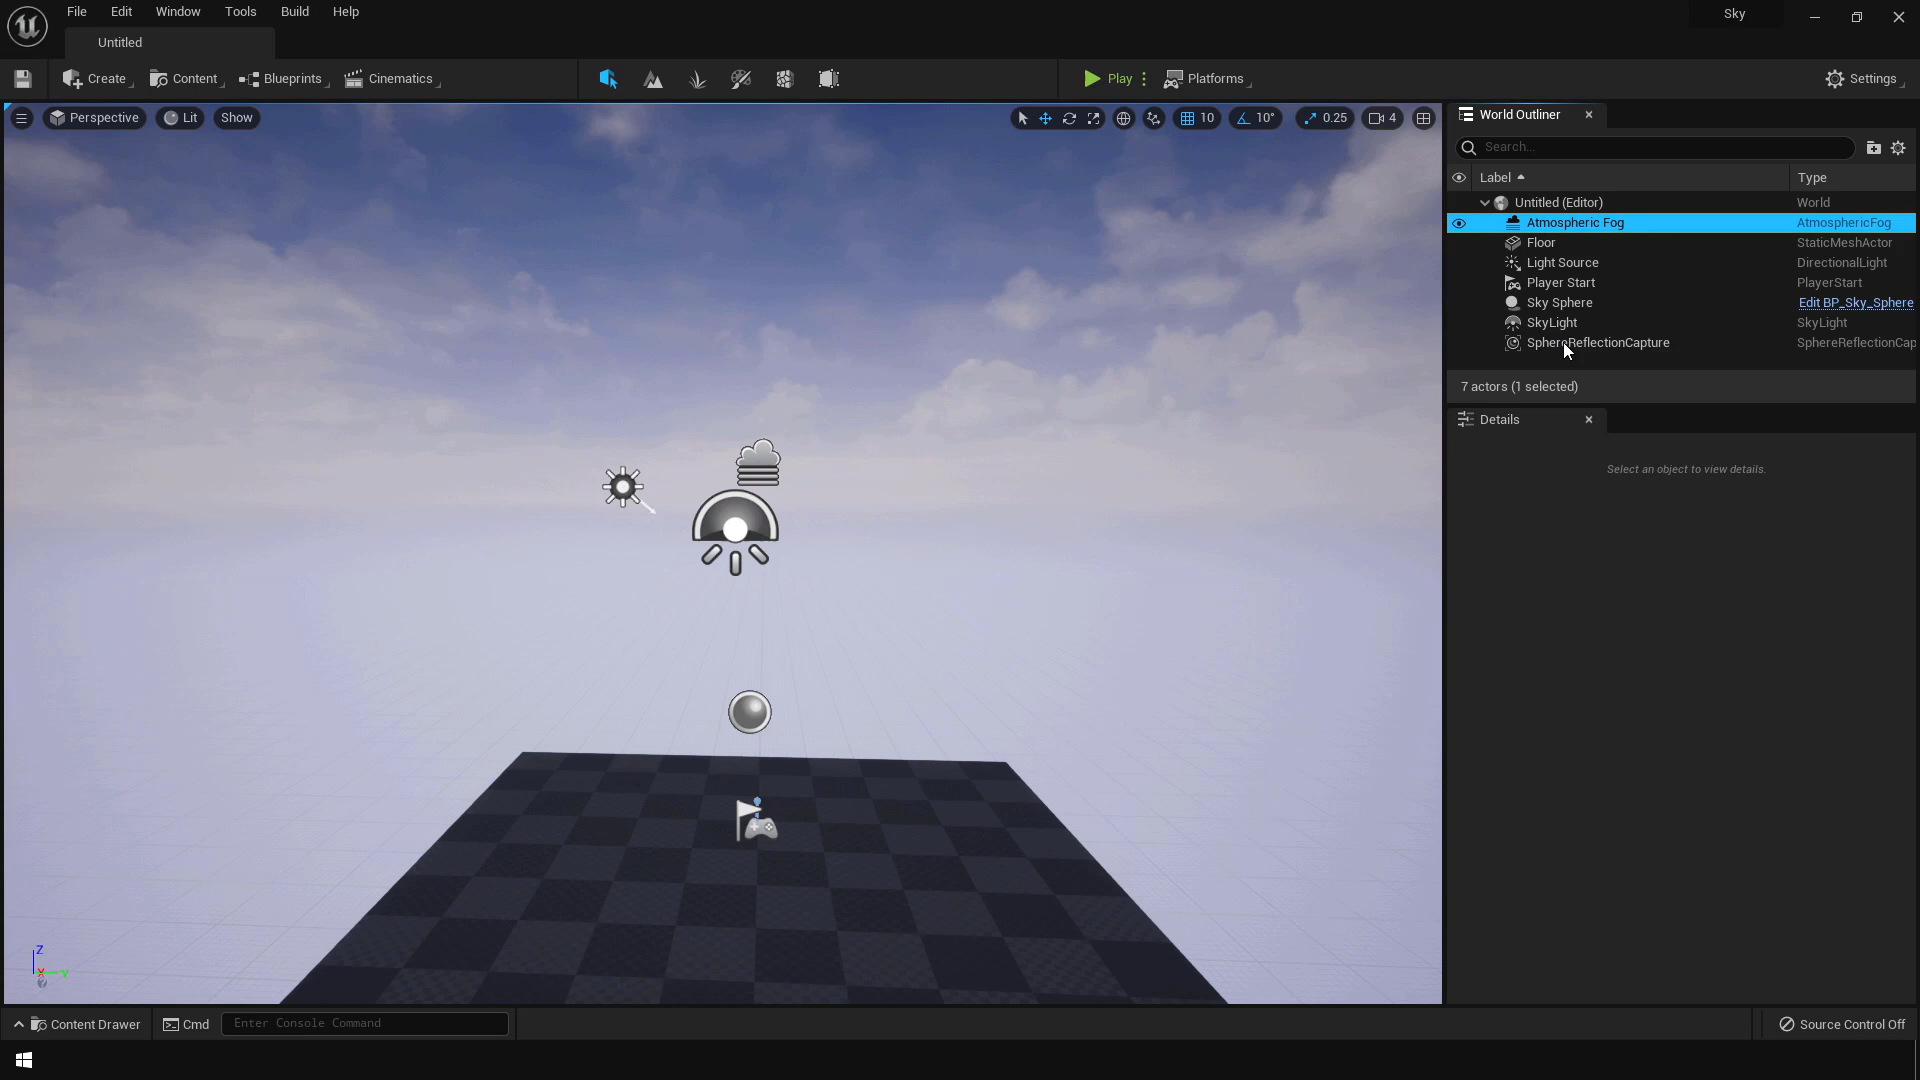 File Edit Window Tools Build Help
Sky
Untitled
Create Content Blueprints Cinematics Play Platforms Settings
Perspective Lit Show 10 10° 0.25 4
World Outliner
Search...
Label Type
Untitled (Editor) World
Atmospheric Fog AtmosphericFog
Floor StaticMeshActor
Light Source DirectionalLight
Player Start PlayerStart
Sky Sphere Edit BP_Sky_Sphere
SkyLight SkyLight
SphereReflectionCapture SphereReflectionCap
7 actors (1 selected)
Details
Select an object to view details.
Z
X Y
Content Drawer Cmd Enter Console Command Source Control Off